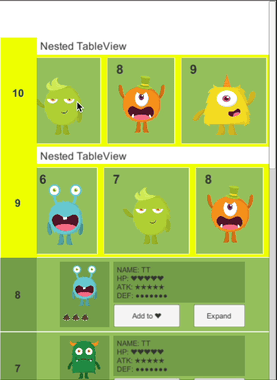 Nested TableView
10
8
9
Nested TableView
9
6
7
8
8
NAME: TT
HP: ♥♥♥♥♥
ATK: ★★★★★
DEF: ●●●●●●●
Add to ♥
Expand
7
NAME: TT
HP: ♥♥♥♥♥
ATK: ★★★★★
DEF: ●●●●●●●